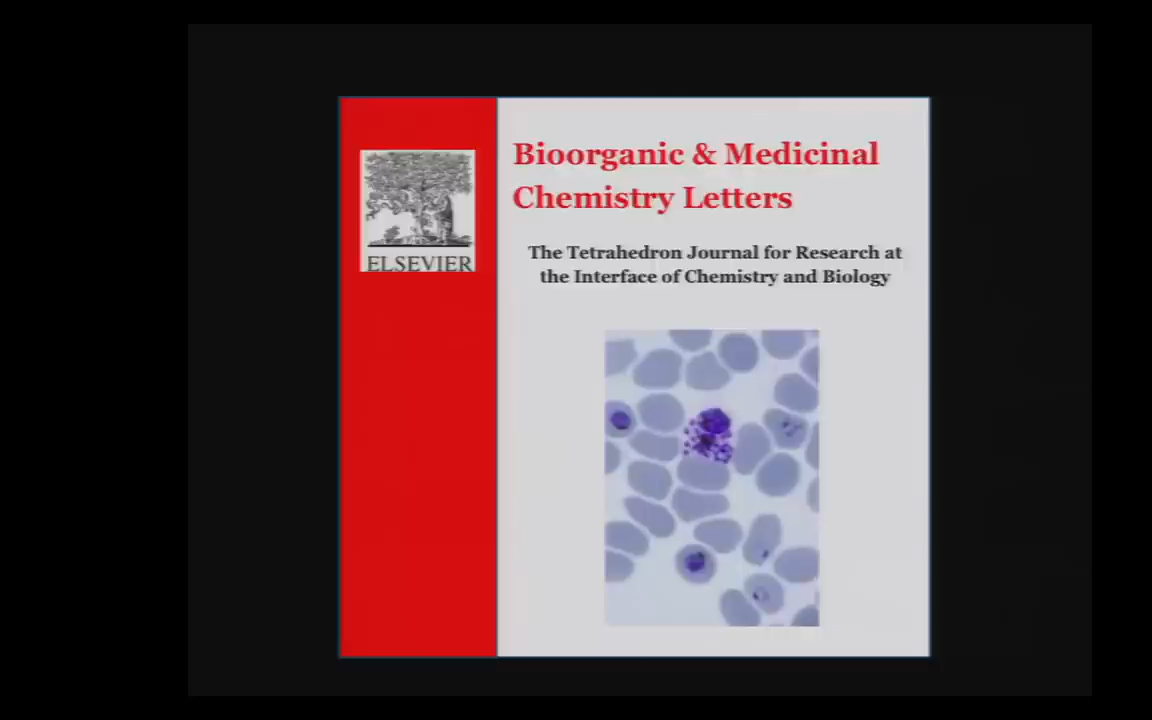 ELSEVIER
Bioorganic & Medicinal
Chemistry Letters
The Tetrahedron Journal for Research at
the Interface of Chemistry and Biology